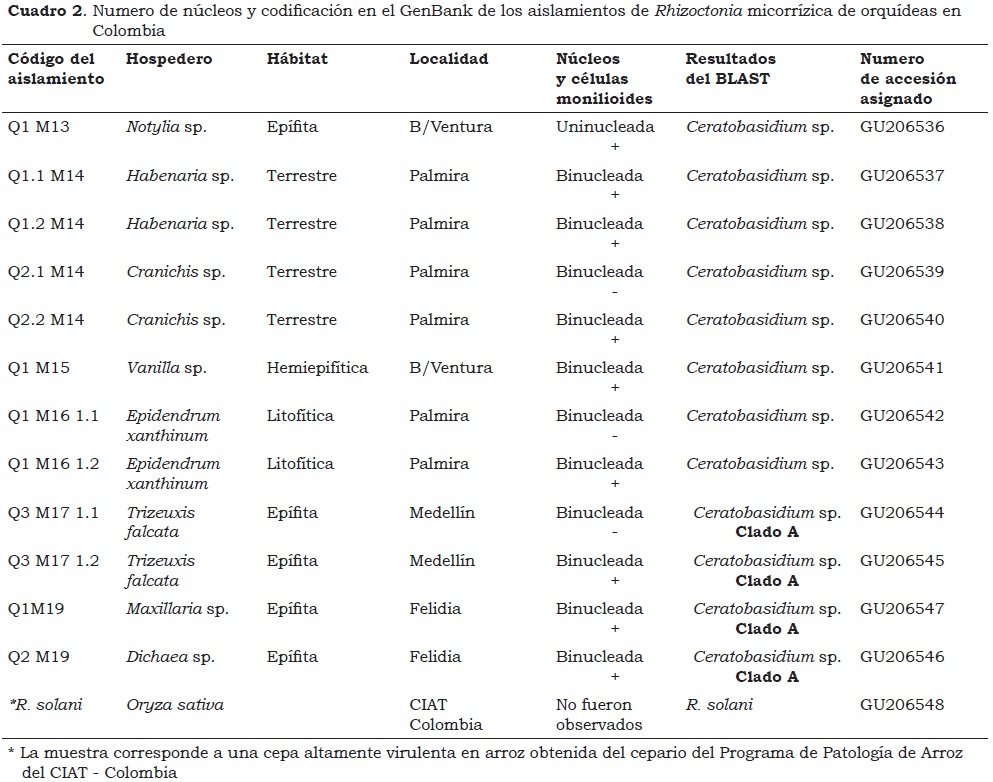 Cuadro 2. Numero de núcleos y codificación en el GenBank de los aislamientos de Rhizoctonia micorrízica de orquídeas en
Colombia
Código del Hospedero Hábitat Localidad Núcleos Resultados Numero
aislamiento y células del BLAST de accesión
monilioides asignado
Q1 M13 Notylia sp. Epífita B/Ventura Uninucleada Ceratobasidium sp. GU206536
+
Q1.1 M14 Habenaria sp. Terrestre Palmira Binucleada Ceratobasidium sp. GU206537
+
Q1.2 M14 Habenaria sp. Terrestre Palmira Binucleada Ceratobasidium sp. GU206538
+
Q2.1 M14 Cranichis sp. Terrestre Palmira Binucleada Ceratobasidium sp. GU206539
-
Q2.2 M14 Cranichis sp. Terrestre Palmira Binucleada Ceratobasidium sp. GU206540
+
Q1 M15 Vanilla sp. Hemiepifítica B/Ventura Binucleada Ceratobasidium sp. GU206541
+
Q1 M16 1.1 Epidendrum Litofítica Palmira Binucleada Ceratobasidium sp. GU206542
xanthinum -
Q1 M16 1.2 Epidendrum Litofítica Palmira Binucleada Ceratobasidium sp. GU206543
xanthinum +
Q3 M17 1.1 Trizeuxis Epífita Medellín Binucleada Ceratobasidium sp. GU206544
falcata - Clado A
Q3 M17 1.2 Trizeuxis Epífita Medellín Binucleada Ceratobasidium sp. GU206545
falcata + Clado A
Q1M19 Maxillaria sp. Epífita Felidia Binucleada Ceratobasidium sp. GU206547
+ Clado A
Q2 M19 Dichaea sp. Epífita Felidia Binucleada Ceratobasidium sp. GU206546
+ Clado A
*R. solani Oryza sativa CIAT No fueron R. solani GU206548
Colombia observados
* La muestra corresponde a una cepa altamente virulenta en arroz obtenida del cepario del Programa de Patología de Arroz
del CIAT - Colombia